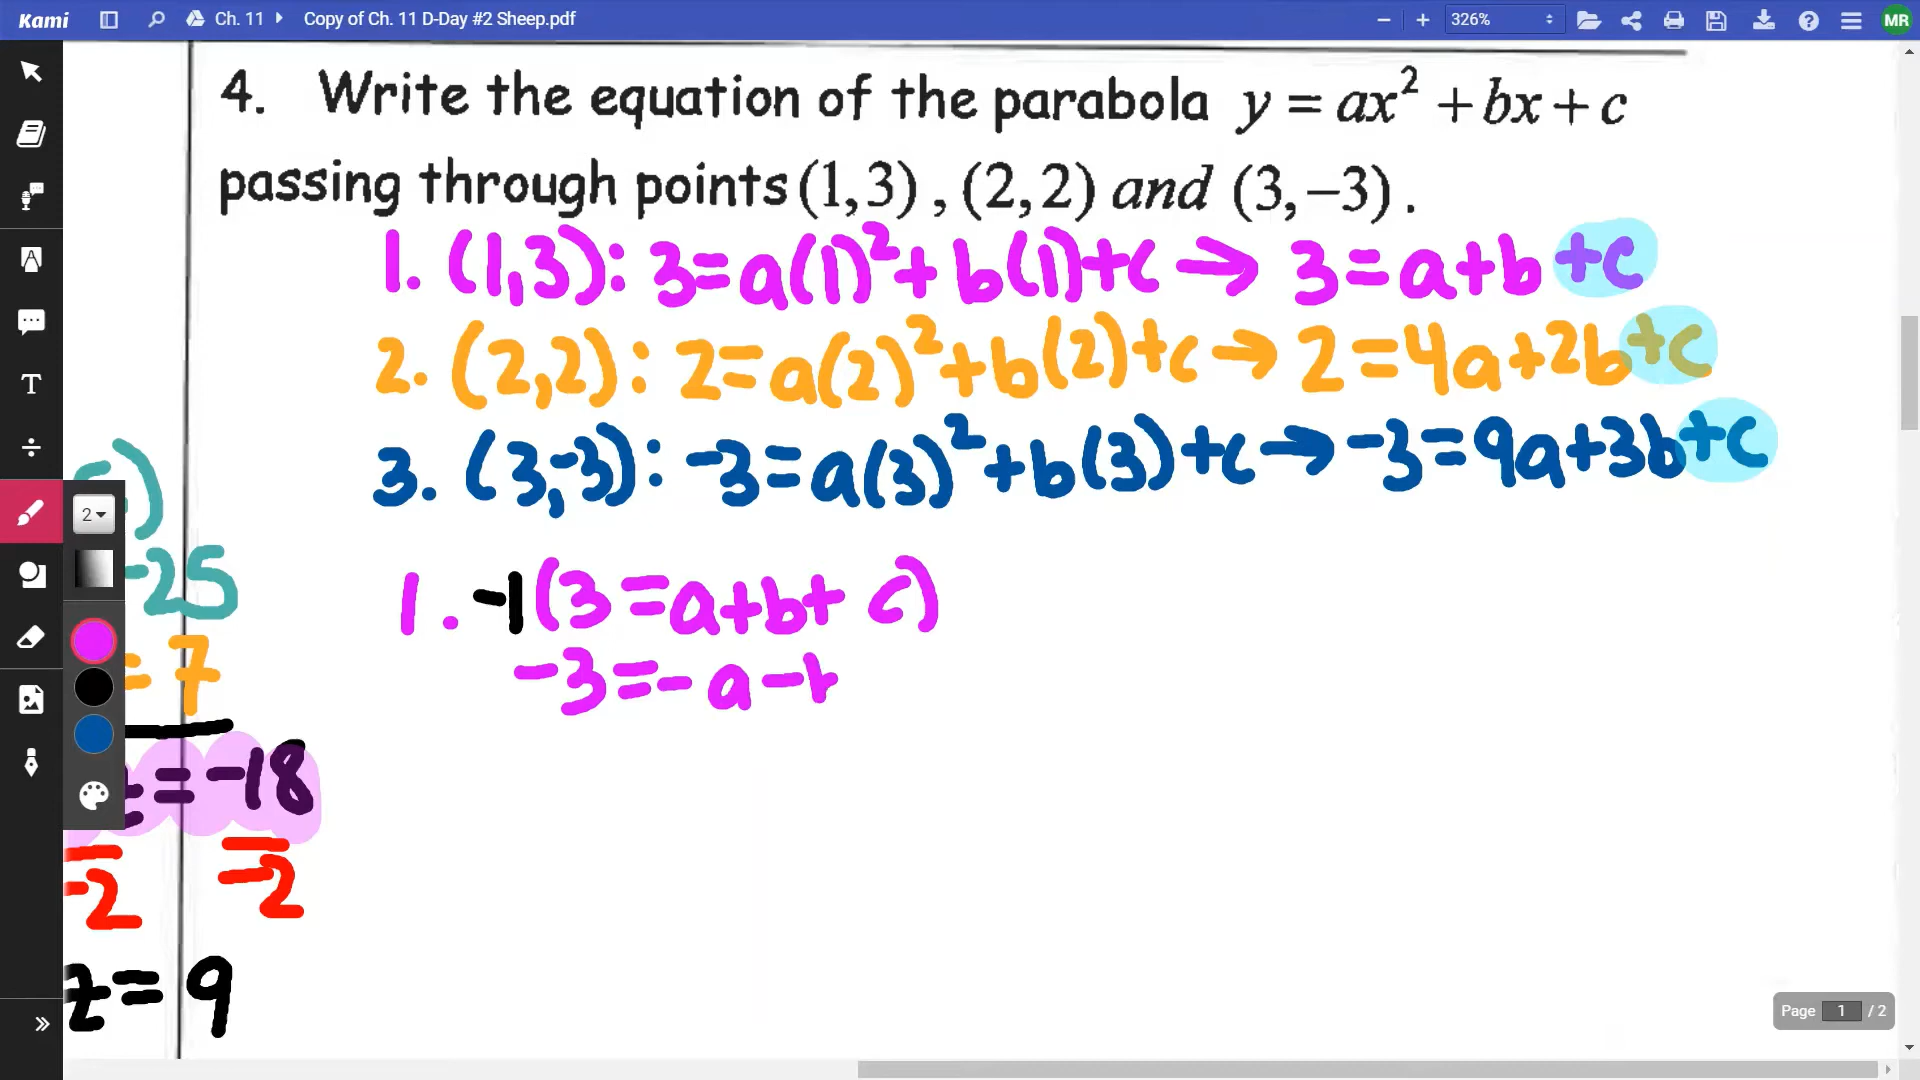 Kami Ch. 11 Copy of Ch. 11 D-Day #2 Sheep.pdf 326% MR
4. Write the equation of the parabola y = ax² + bx + c
passing through points (1,3) , (2,2) and (3,−3) .
1. (1,3): 3=a(1)²+b(1)+c→ 3=a+b+c
2. (2,2): 2=a(2)²+b(2)+c→ 2=4a+2b+c
3. (3,-3): -3=a(3)²+b(3)+c→ -3=9a+3b+c
1. -1(3=a+b+c)
-3=-a-
)
-25
= 7
= -18
-2 -2
z= 9
2
Page 1 / 2